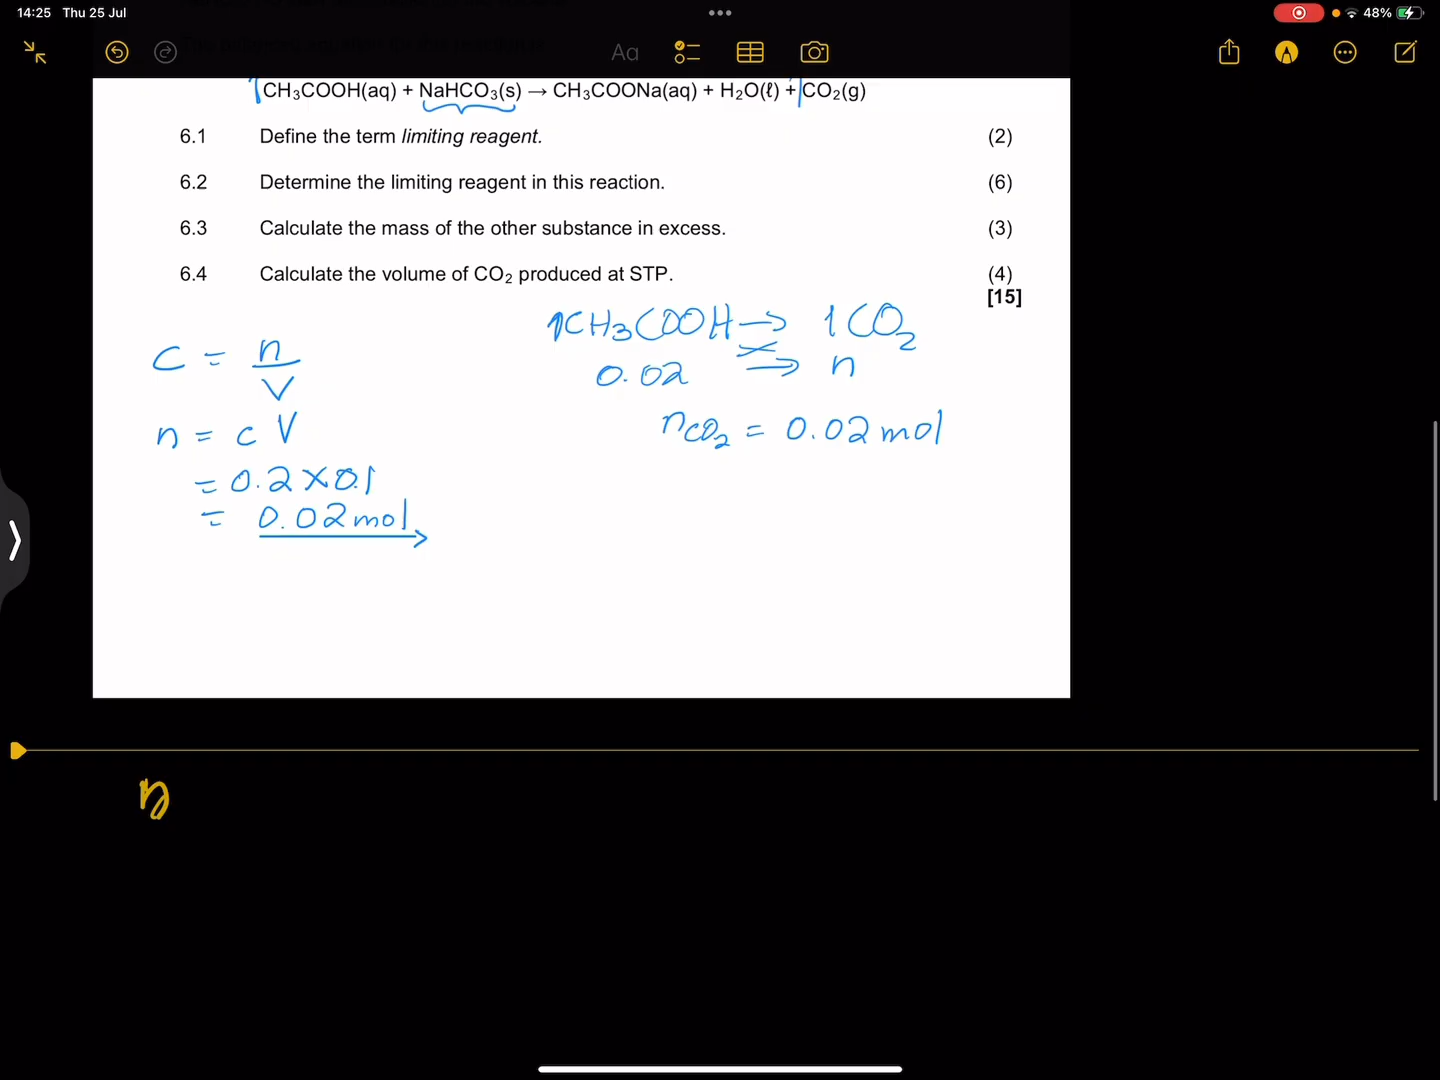 14:25 Thu 25 Jul
48%
Aa
CH₃COOH(aq) + NaHCO₃(s) → CH₃COONa(aq) + H₂O(ℓ) + CO₂(g)
6.1 Define the term limiting reagent. (2)
6.2 Determine the limiting reagent in this reaction. (6)
6.3 Calculate the mass of the other substance in excess. (3)
6.4 Calculate the volume of CO₂ produced at STP. (4)
[15]
1CH₃COOH → 1CO₂
0.02 → n
nCO₂ = 0.02 mol
c = n/V
n = c V
= 0.2 × 0.1
= 0.02 mol
n